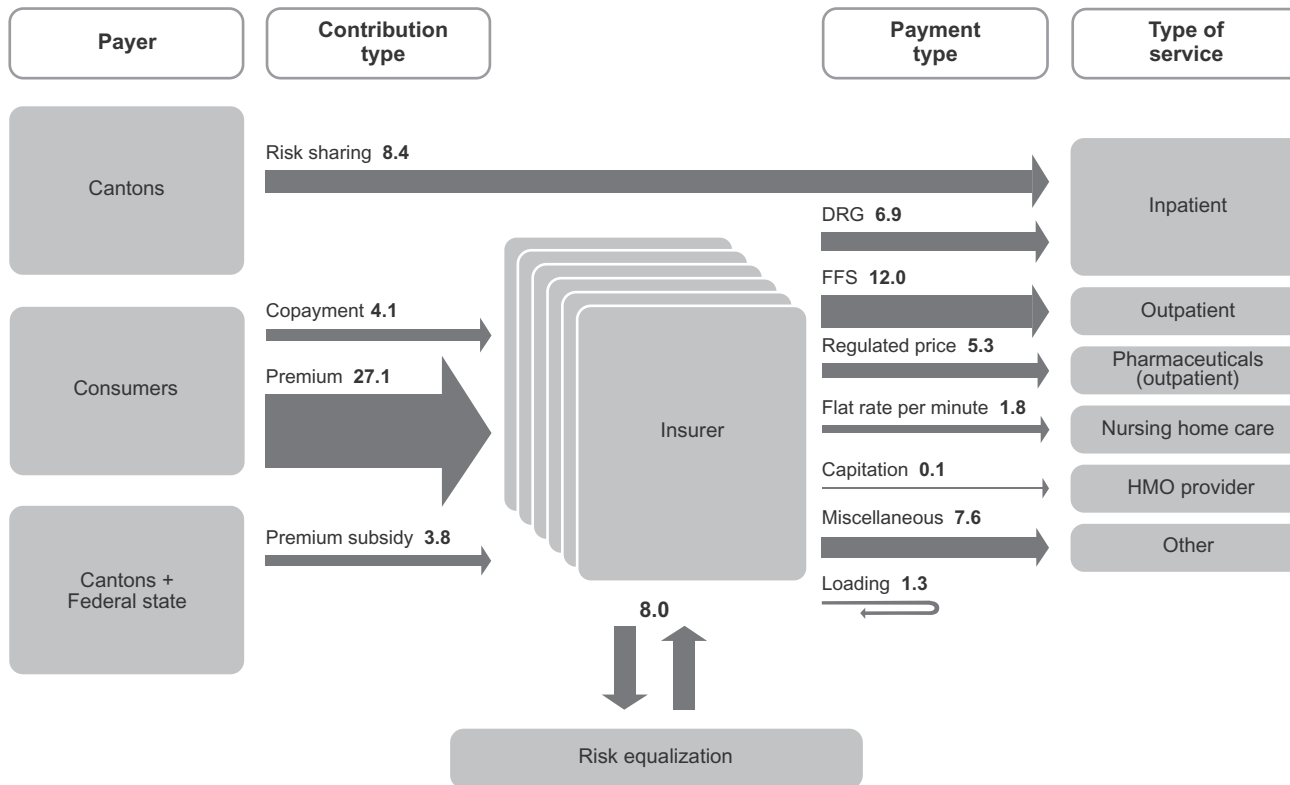 Payer
Contribution
type
Payment
type
Type of
service
Cantons
Risk sharing 8.4
Inpatient
DRG 6.9
FFS 12.0
Outpatient
Consumers
Copayment 4.1
Premium 27.1
Insurer
Regulated price 5.3
Pharmaceuticals
(outpatient)
Flat rate per minute 1.8
Nursing home care
Capitation 0.1
HMO provider
Cantons +
Federal state
Premium subsidy 3.8
Miscellaneous 7.6
Other
Loading 1.3
8.0
Risk equalization